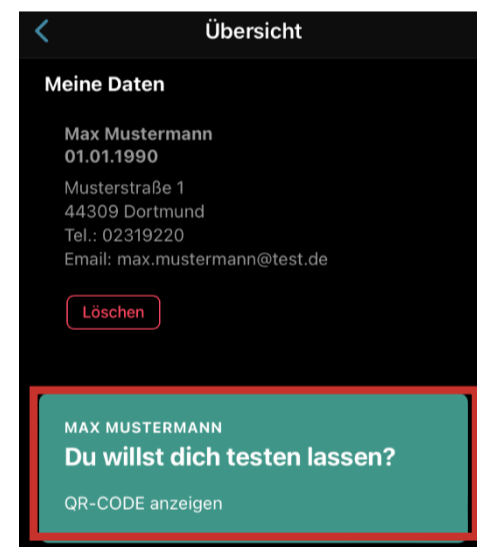 Übersicht
Meine Daten
Max Mustermann
01.01.1990
Musterstraße 1
44309 Dortmund
Tel.: 02319220
Email: max.mustermann@test.de
Löschen
MAX MUSTERMANN
Du willst dich testen lassen?
QR-CODE anzeigen